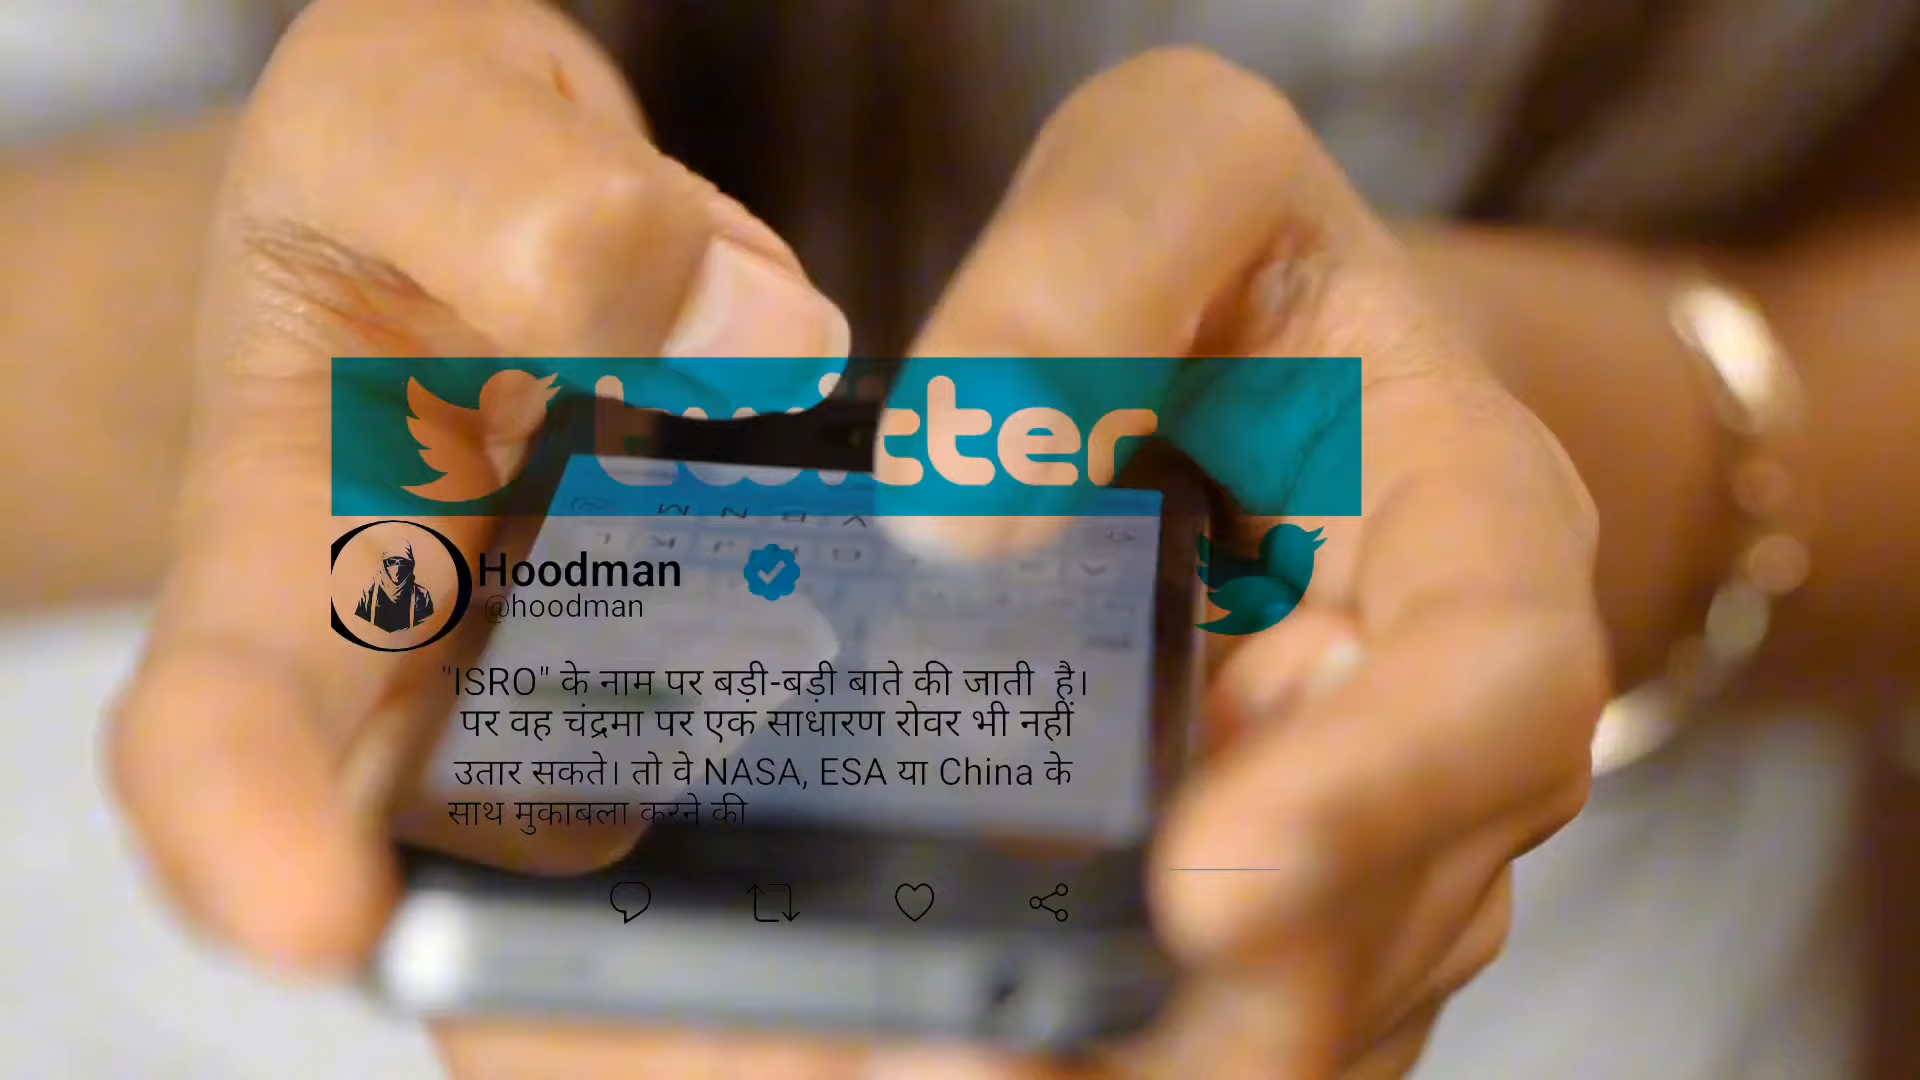 twitter
Hoodman
@hoodman
"ISRO" के नाम पर बड़ी-बड़ी बाते की जाती है।
पर वह चंद्रमा पर एक साधारण रोवर भी नहीं
उतार सकते। तो वे NASA, ESA या China के
साथ मुकाबला करने की